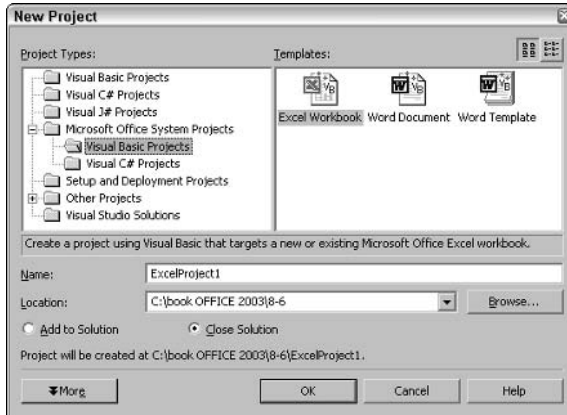 New Project
Project Types:
Templates:
Visual Basic Projects
Visual C# Projects
Visual J# Projects
Microsoft Office System Projects
Visual Basic Projects
Visual C# Projects
Setup and Deployment Projects
Other Projects
Visual Studio Solutions
Excel Workbook Word Document Word Template
Create a project using Visual Basic that targets a new or existing Microsoft Office Excel workbook.
Name: ExcelProject1
Location: C:\book OFFICE 2003\8-6 Browse...
Add to Solution Close Solution
Project will be created at C:\book OFFICE 2003\8-6\ExcelProject1.
More OK Cancel Help